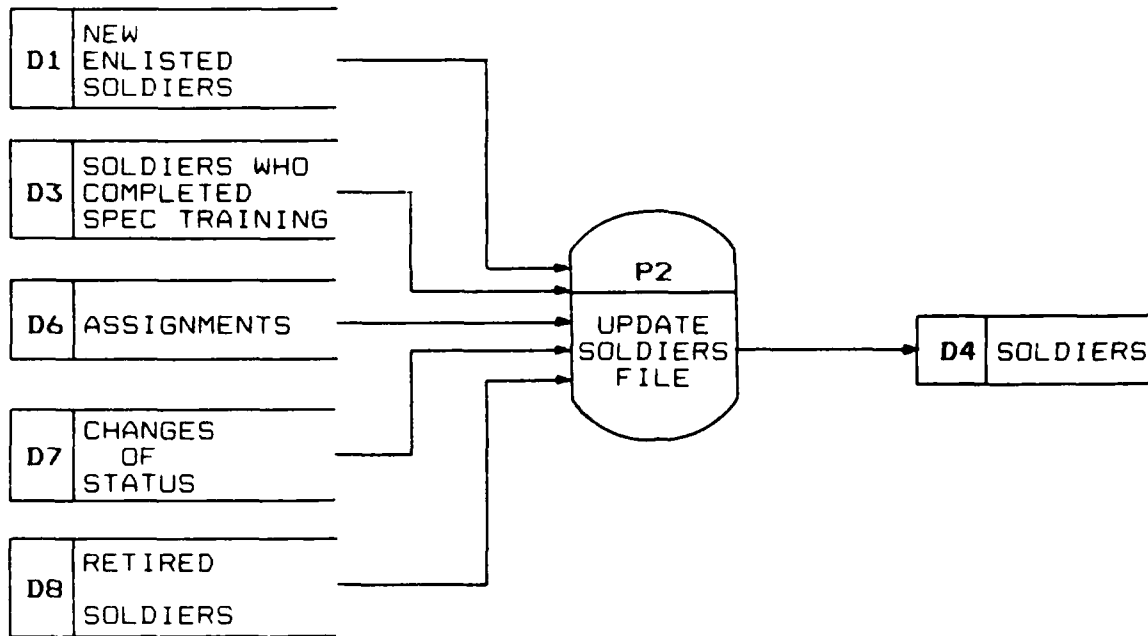 D1
NEW
ENLISTED
SOLDIERS
D3
SOLDIERS WHO
COMPLETED
SPEC TRAINING
D6
ASSIGNMENTS
D7
CHANGES
OF
STATUS
D8
RETIRED
SOLDIERS
P2
UPDATE
SOLDIERS
FILE
D4
SOLDIERS